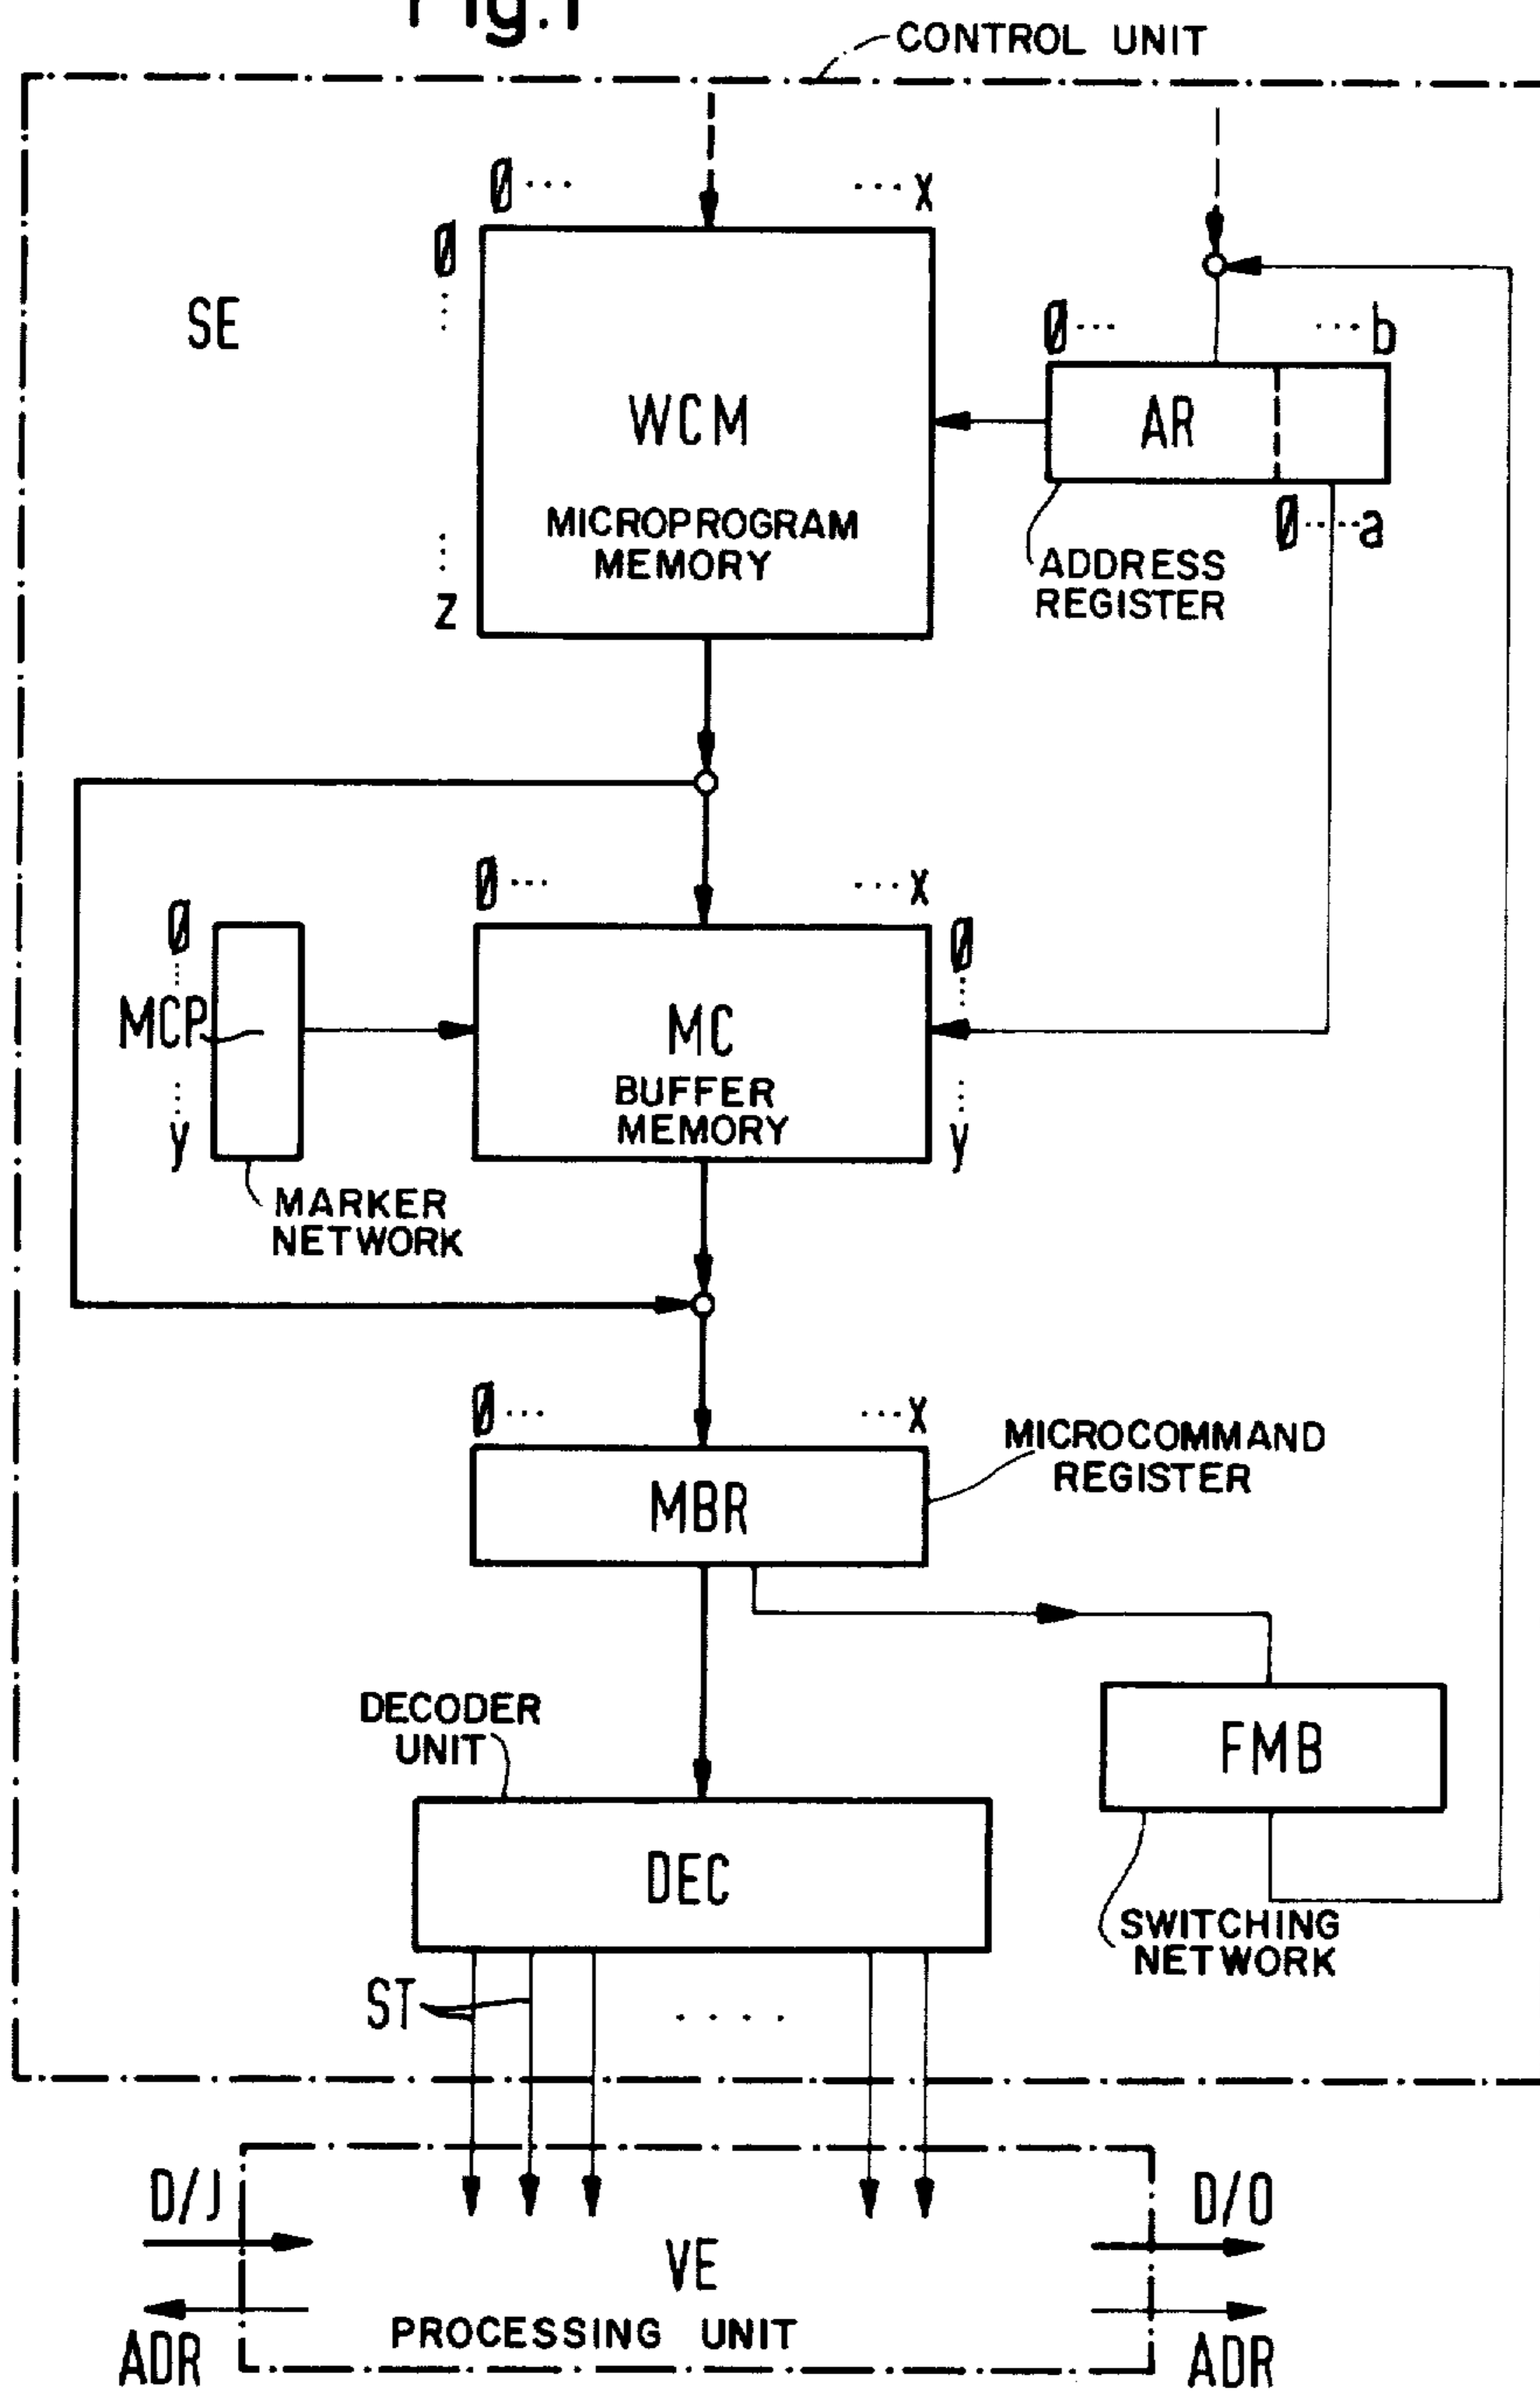 Fig.1
CONTROL UNIT
Ø··· ···x
Ø
SE
Ø··· ···b
WCM
AR
MICROPROGRAM
MEMORY
Ø····a
ADDRESS
REGISTER
z
Ø··· ···x
Ø
Ø
MCP
MC
BUFFER
MEMORY
y
y
MARKER
NETWORK
Ø··· ···x
MICROCOMMAND
REGISTER
MBR
DECODER
UNIT
FMB
DEC
SWITCHING
NETWORK
ST
....
D/J
D/O
VE
PROCESSING UNIT
ADR
ADR